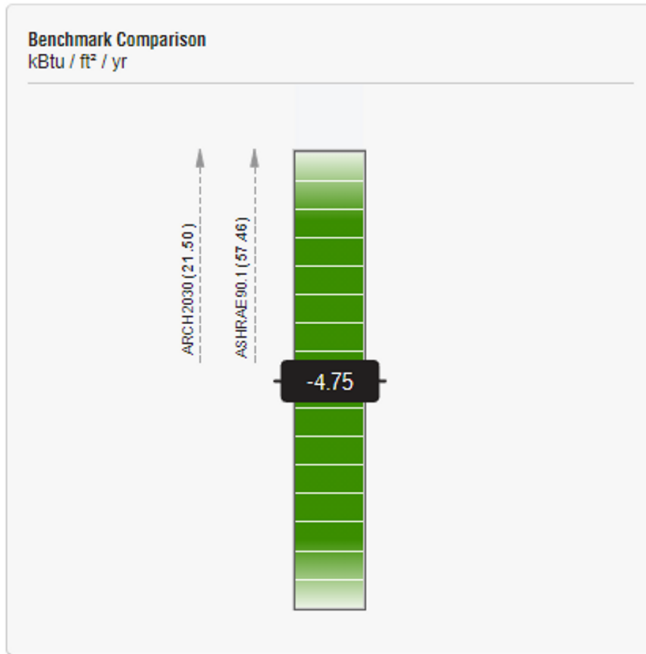 Benchmark Comparison
kBtu / ft² / yr
ARCH2030 (21.50)
ASHRAE90.1 (57.46)
-4.75